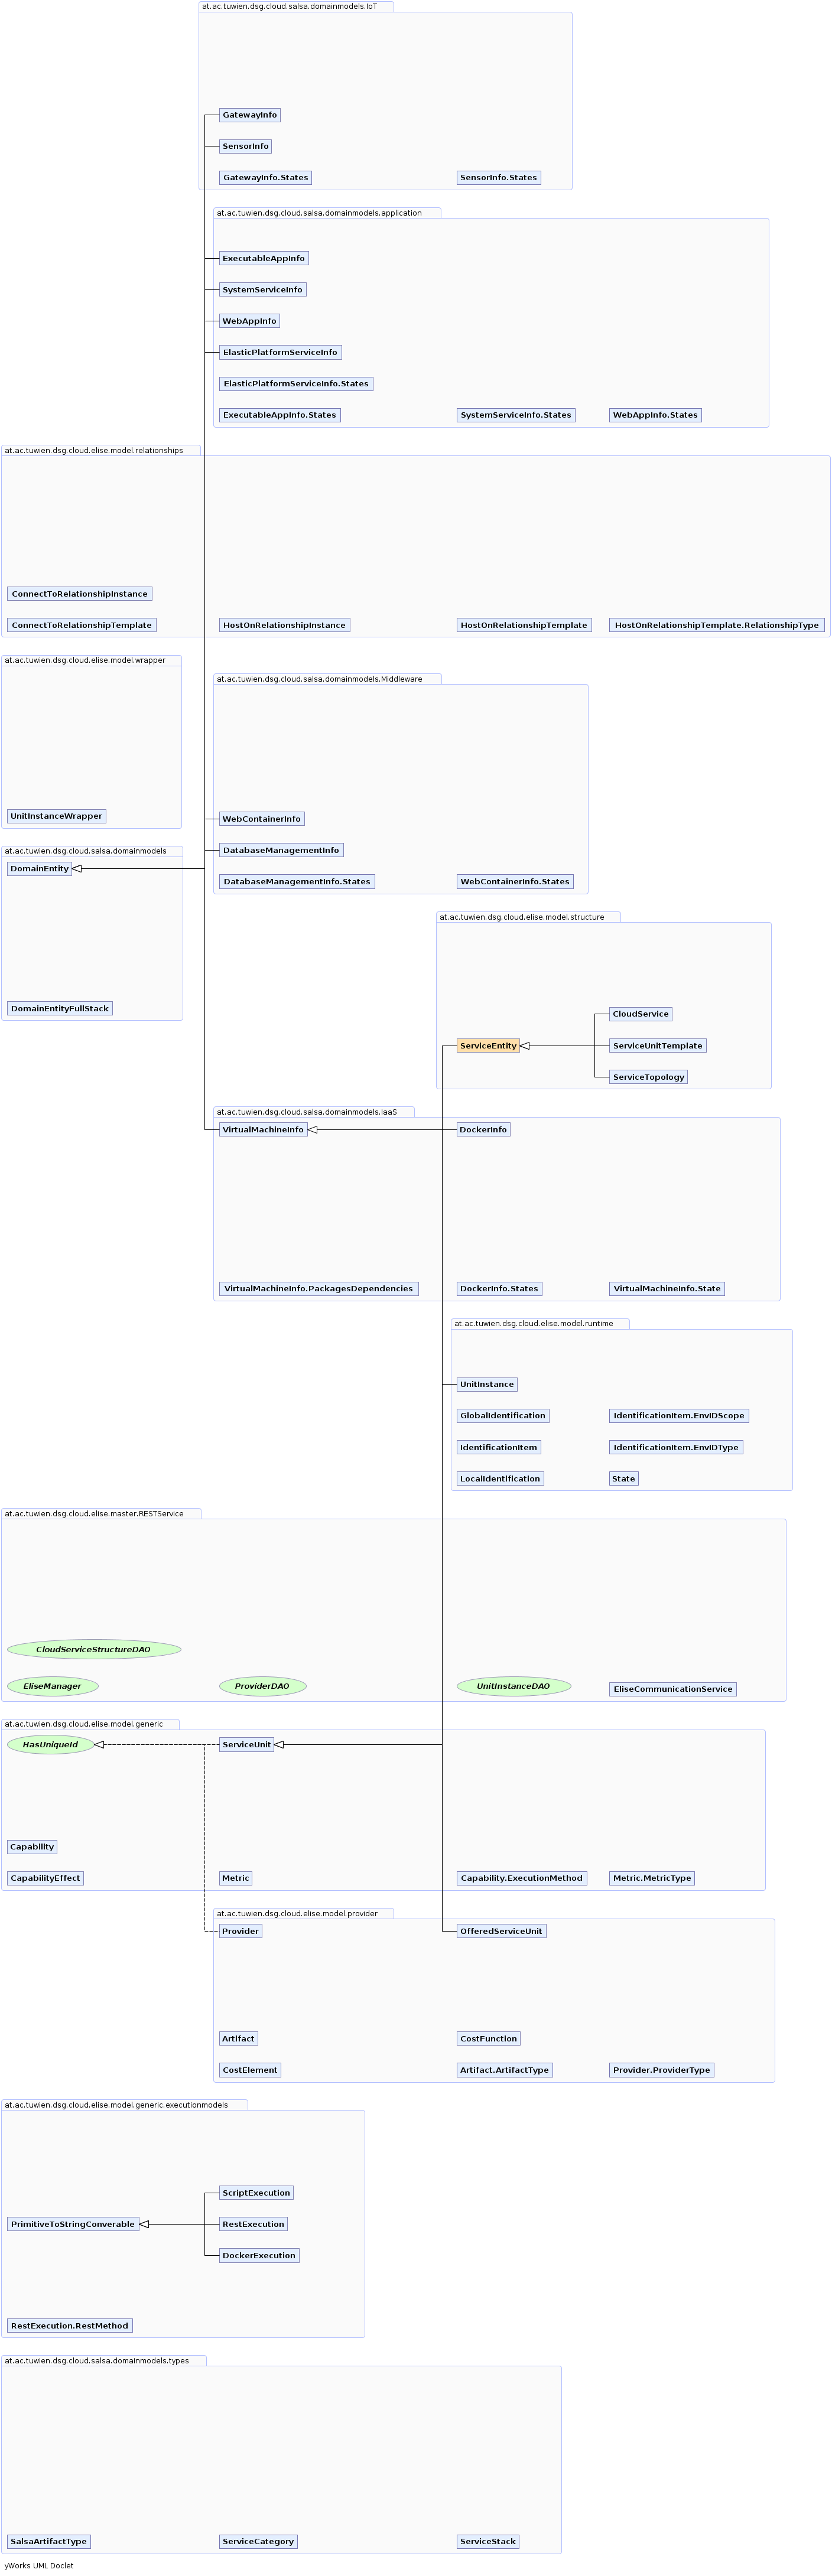 at.ac.tuwien.dsg.cloud.salsa.domainmodels.IoT
GatewayInfo
SensorInfo
GatewayInfo.States
SensorInfo.States
at.ac.tuwien.dsg.cloud.salsa.domainmodels.application
ExecutableAppInfo
SystemServiceInfo
WebAppInfo
ElasticPlatformServiceInfo
ElasticPlatformServiceInfo.States
ExecutableAppInfo.States
SystemServiceInfo.States
WebAppInfo.States
at.ac.tuwien.dsg.cloud.elise.model.relationships
ConnectToRelationshipInstance
ConnectToRelationshipTemplate
HostOnRelationshipInstance
HostOnRelationshipTemplate
HostOnRelationshipTemplate.RelationshipType
at.ac.tuwien.dsg.cloud.elise.model.wrapper
UnitInstanceWrapper
at.ac.tuwien.dsg.cloud.salsa.domainmodels.Middleware
WebContainerInfo
DatabaseManagementInfo
DatabaseManagementInfo.States
WebContainerInfo.States
at.ac.tuwien.dsg.cloud.salsa.domainmodels
DomainEntity
DomainEntityFullStack
at.ac.tuwien.dsg.cloud.elise.model.structure
CloudService
ServiceEntity
ServiceUnitTemplate
ServiceTopology
at.ac.tuwien.dsg.cloud.salsa.domainmodels.IaaS
VirtualMachineInfo
DockerInfo
VirtualMachineInfo.PackagesDependencies
DockerInfo.States
VirtualMachineInfo.State
at.ac.tuwien.dsg.cloud.elise.model.runtime
UnitInstance
GlobalIdentification
IdentificationItem.EnvIDScope
IdentificationItem
IdentificationItem.EnvIDType
LocalIdentification
State
at.ac.tuwien.dsg.cloud.elise.master.RESTService
CloudServiceStructureDAO
EliseManager
ProviderDAO
UnitInstanceDAO
EliseCommunicationService
at.ac.tuwien.dsg.cloud.elise.model.generic
HasUniqueId
ServiceUnit
Capability
CapabilityEffect
Metric
Capability.ExecutionMethod
Metric.MetricType
at.ac.tuwien.dsg.cloud.elise.model.provider
Provider
OfferedServiceUnit
Artifact
CostFunction
CostElement
Artifact.ArtifactType
Provider.ProviderType
at.ac.tuwien.dsg.cloud.elise.model.generic.executionmodels
ScriptExecution
PrimitiveToStringConverable
RestExecution
DockerExecution
RestExecution.RestMethod
at.ac.tuwien.dsg.cloud.salsa.domainmodels.types
SalsaArtifactType
ServiceCategory
ServiceStack
yWorks UML Doclet